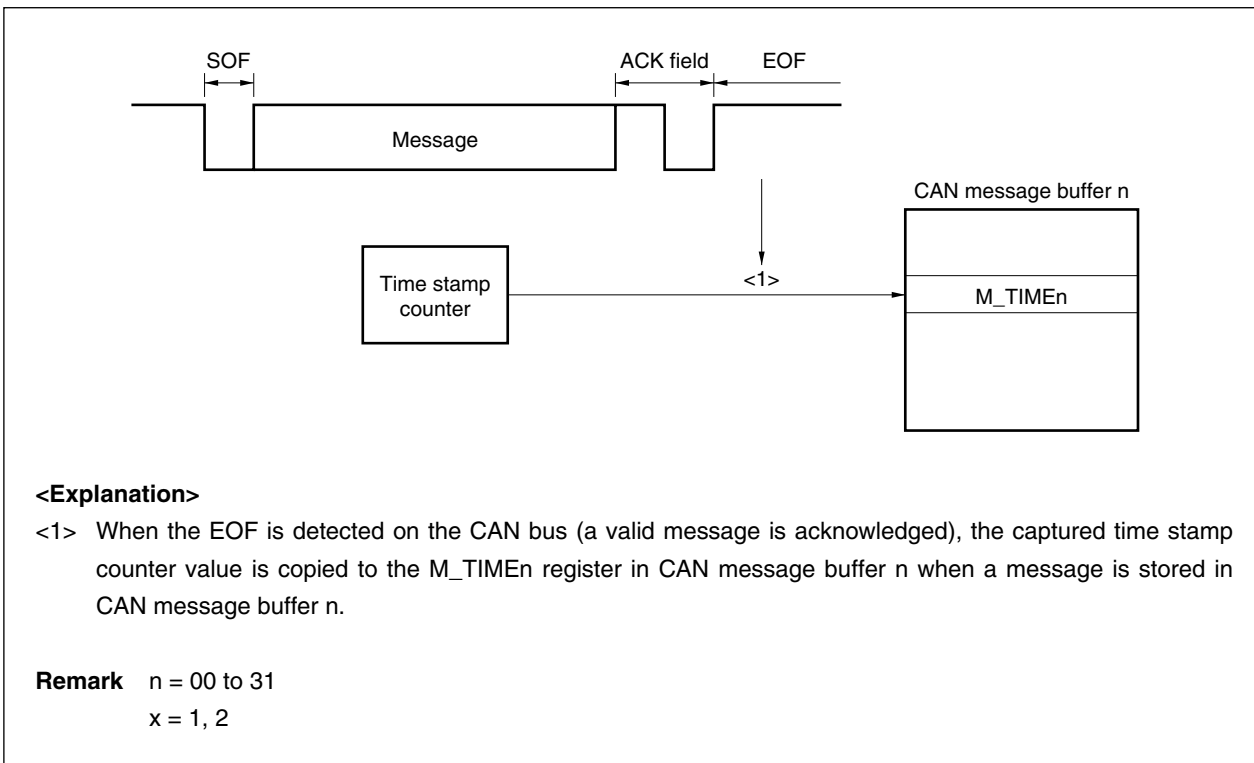 SOF
ACK field
EOF
Message
CAN message buffer n
Time stamp
counter
<1>
M_TIMEn
<Explanation>
<1> When the EOF is detected on the CAN bus (a valid message is acknowledged), the captured time stamp
counter value is copied to the M_TIMEn register in CAN message buffer n when a message is stored in
CAN message buffer n.
Remark n = 00 to 31
x = 1, 2